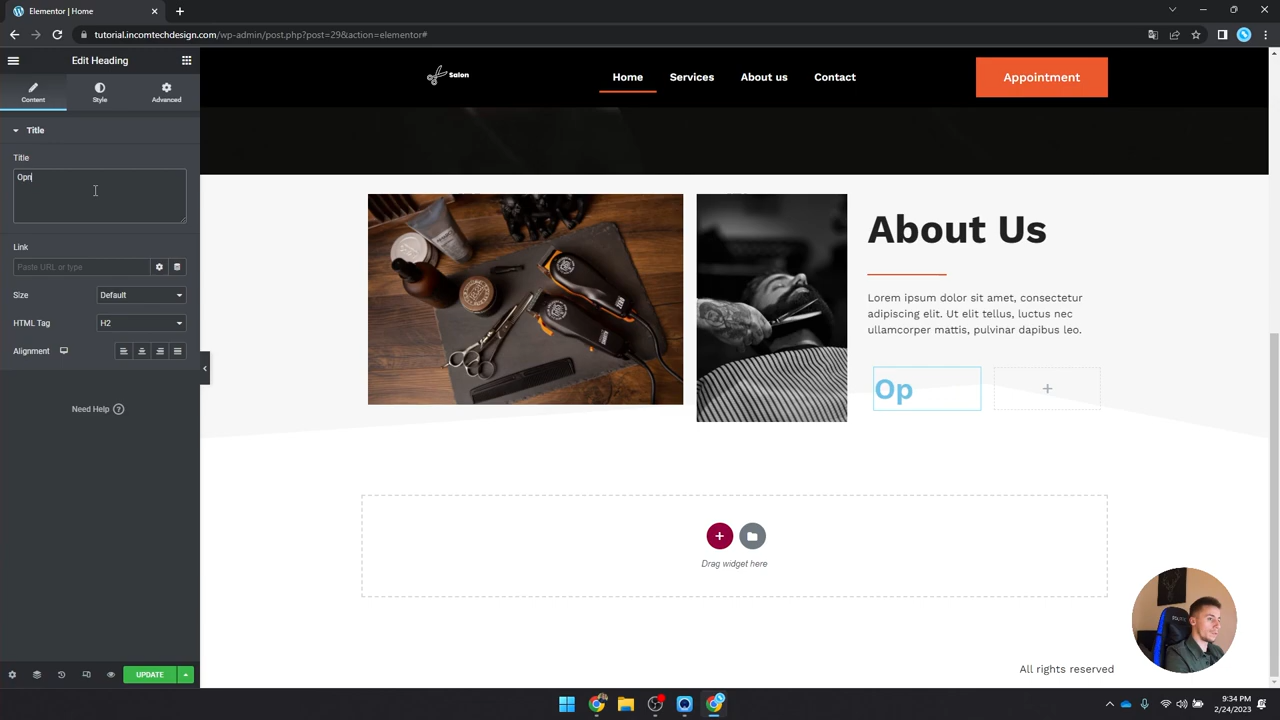 tutorial.incomtechdesign.com/wp-admin/post.php?post=29&action=elementor#
Edit Heading
Content
Style
Advanced
Title
Title
Opn
Link
Paste URL or type
Size
Default
HTML Tag
H2
Alignment
Need Help
?
UPDATE
Salon
Home
Services
About us
Contact
Appointment
About Us
Lorem ipsum dolor sit amet, consectetur
adipiscing elit. Ut elit tellus, luctus nec
ullamcorper mattis, pulvinar dapibus leo.
Op
Drag widget here
All rights reserved
9:34 PM
2/24/2023